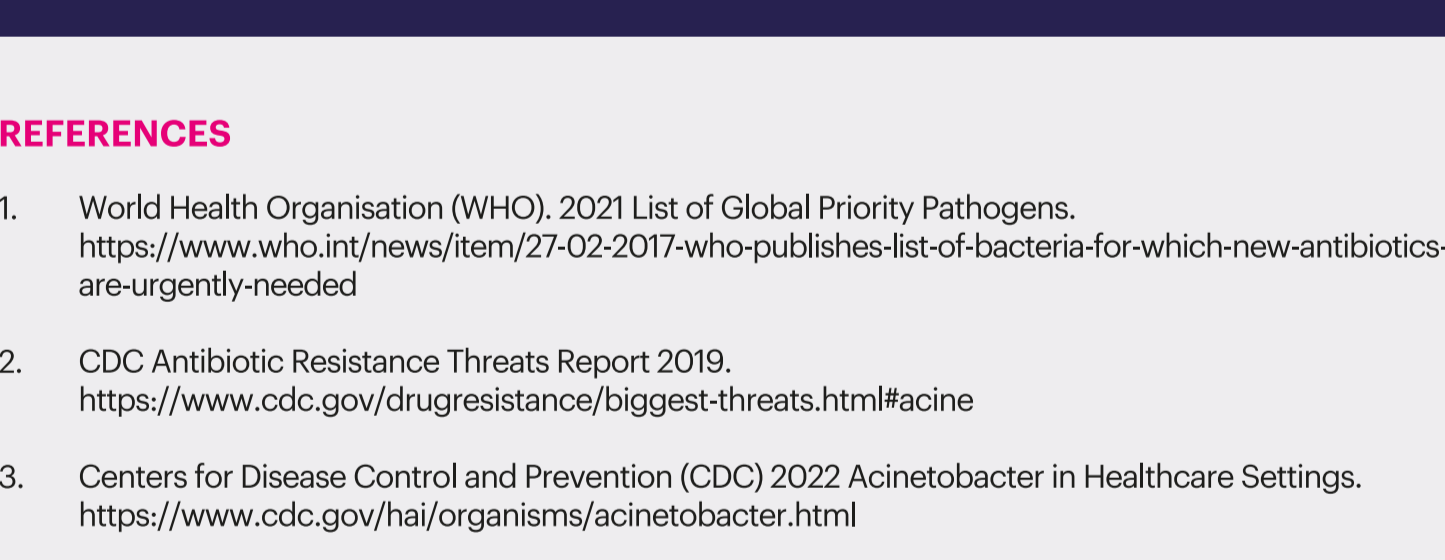 REFERENCES
1. World Health Organisation (WHO). 2021 List of Global Priority Pathogens.
https://www.who.int/news/item/27-02-2017-who-publishes-list-of-bacteria-for-which-new-antibiotics-
are-urgently-needed
2. CDC Antibiotic Resistance Threats Report 2019.
https://www.cdc.gov/drugresistance/biggest-threats.html#acine
3. Centers for Disease Control and Prevention (CDC) 2022 Acinetobacter in Healthcare Settings.
https://www.cdc.gov/hai/organisms/acinetobacter.html